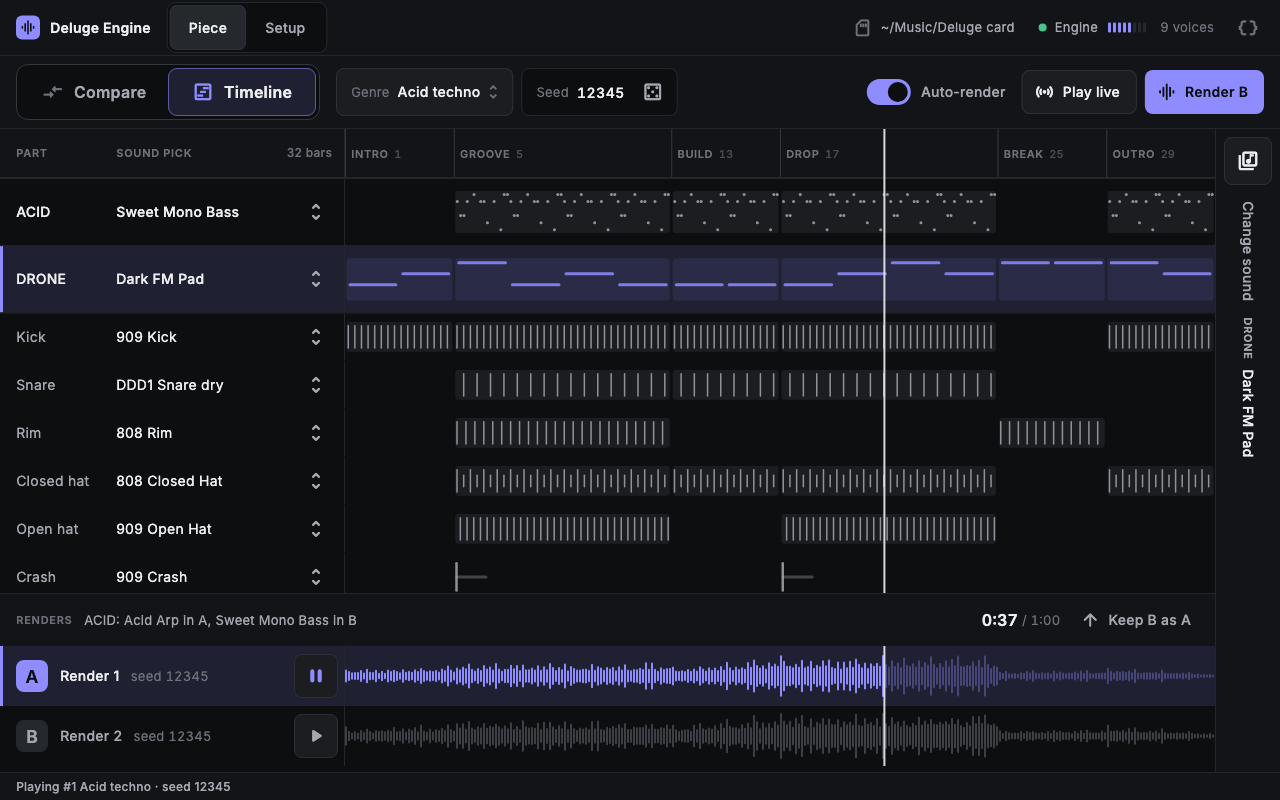 Deluge Engine
Piece
Setup
~/Music/Deluge card
Engine
9 voices
Compare
Timeline
Genre Acid techno
Seed 12345
Auto-render
Play live
Render B
PART SOUND PICK 32 bars
INTRO 1
GROOVE 5
BUILD 13
DROP 17
BREAK 25
OUTRO 29
ACID Sweet Mono Bass
DRONE Dark FM Pad
Kick 909 Kick
Snare DDD1 Snare dry
Rim 808 Rim
Closed hat 808 Closed Hat
Open hat 909 Open Hat
Crash 909 Crash
Change sound DRONE Dark FM Pad
RENDERS ACID: Acid Arp in A, Sweet Mono Bass in B
0:37 / 1:00
Keep B as A
A Render 1 seed 12345
B Render 2 seed 12345
Playing #1 Acid techno · seed 12345